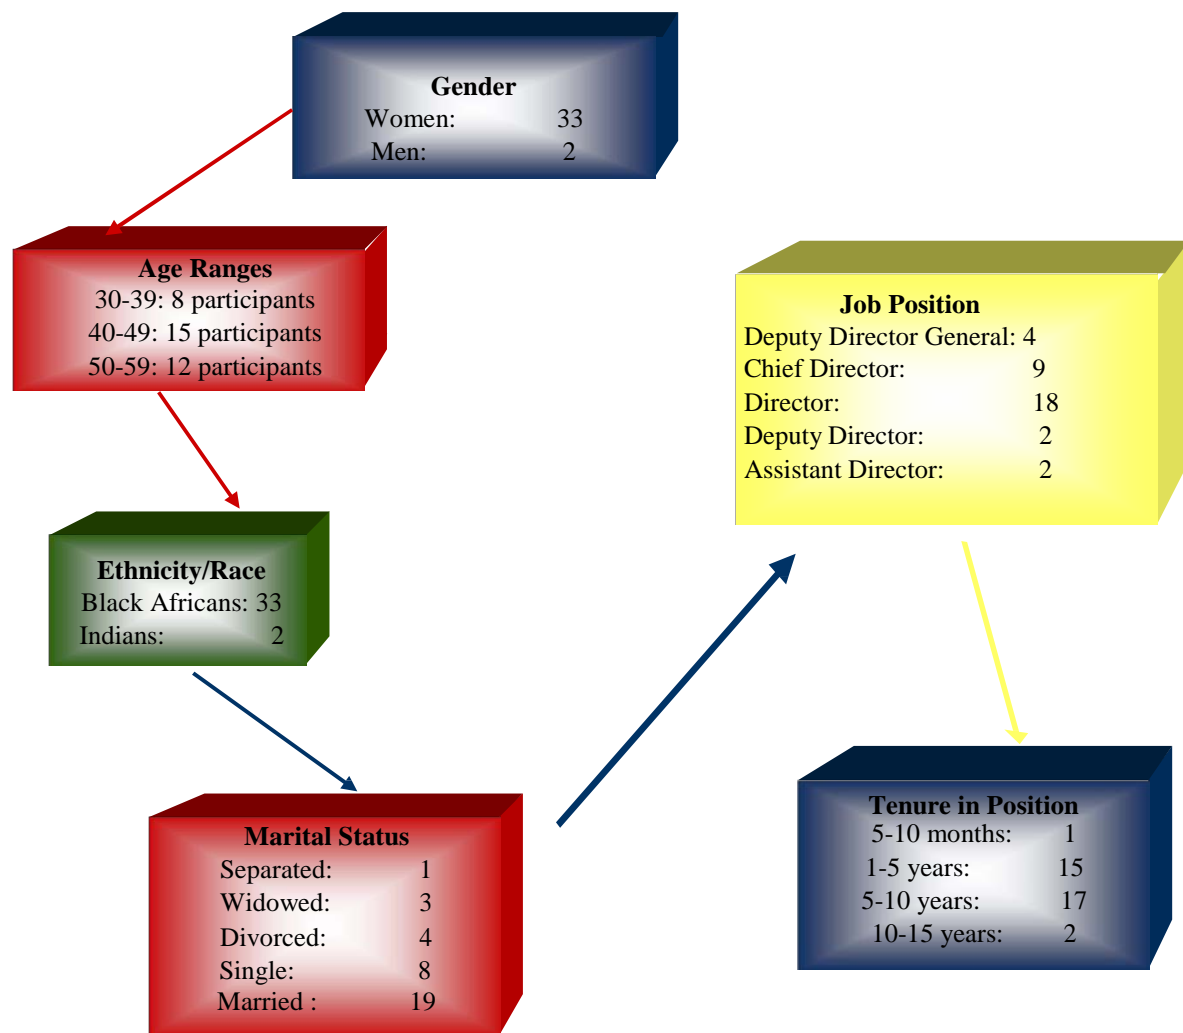 Gender
Women: 33
Men: 2
Age Ranges
30-39: 8 participants
40-49: 15 participants
50-59: 12 participants
Ethnicity/Race
Black Africans: 33
Indians: 2
Marital Status
Separated: 1
Widowed: 3
Divorced: 4
Single: 8
Married : 19
Job Position
Deputy Director General: 4
Chief Director: 9
Director: 18
Deputy Director: 2
Assistant Director: 2
Tenure in Position
5-10 months: 1
1-5 years: 15
5-10 years: 17
10-15 years: 2